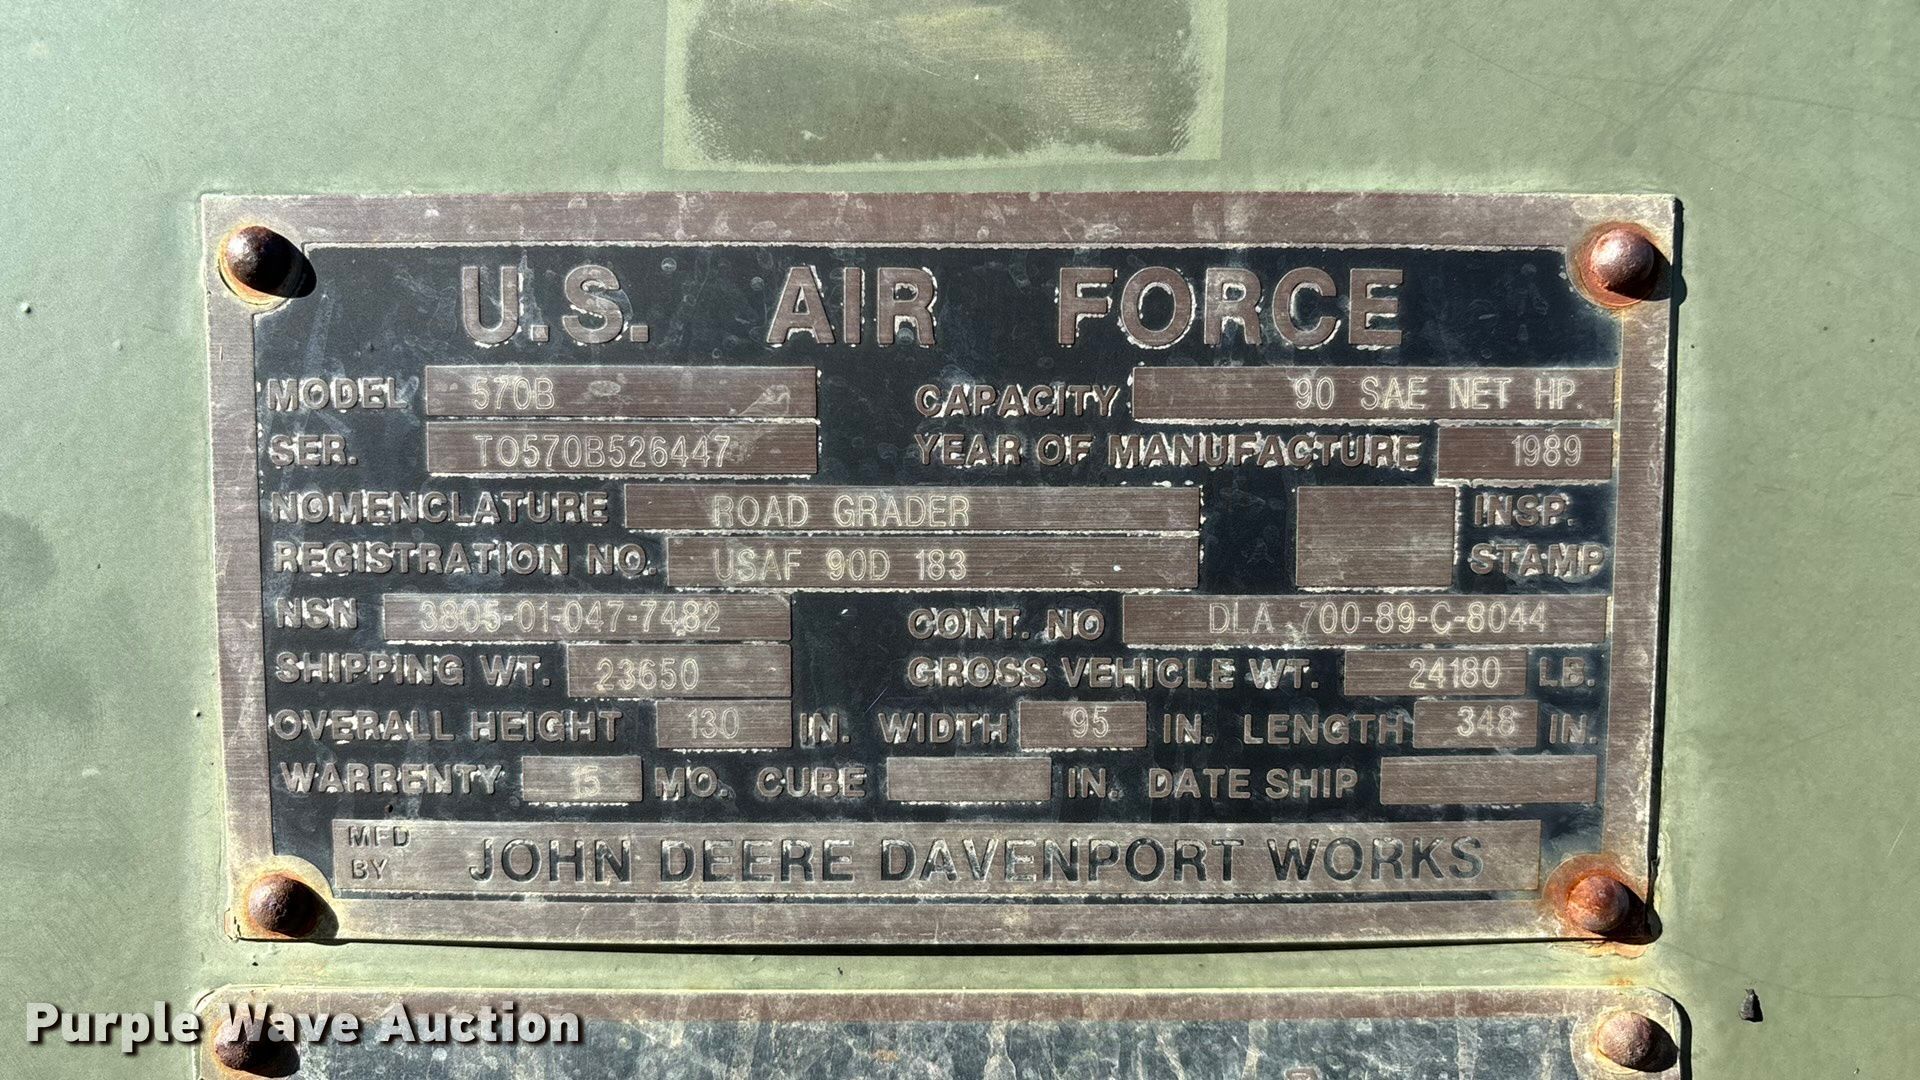 U.S. AIR FORCE
MODEL 570B CAPACITY 90 SAE NET HP.
SER. T0570B526447 YEAR OF MANUFACTURE 1989
NOMENCLATURE ROAD GRADER INSP.
REGISTRATION NO. USAF 90D 183 STAMP
NSN 3805-01-047-7482 CONT. NO DLA 700-89-C-8044
SHIPPING WT. 23650 GROSS VEHICLE WT. 24180 LB.
OVERALL HEIGHT 130 IN. WIDTH 95 IN. LENGTH 348 IN.
WARRENTY 15 MO. CUBE IN. DATE SHIP
MFD BY JOHN DEERE DAVENPORT WORKS
Purple Wave Auction